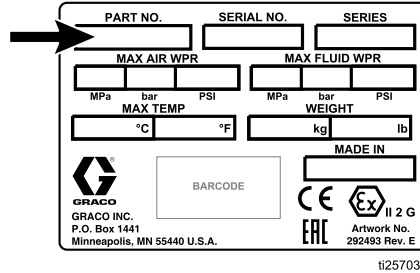 PART NO. SERIAL NO. SERIES
MAX AIR WPR MAX FLUID WPR
MPa bar PSI MPa bar PSI
MAX TEMP WEIGHT
°C °F kg lb
MADE IN
BARCODE
GRACO
CE Ex II 2 G
GRACO INC.
P.O. Box 1441
Minneapolis, MN 55440 U.S.A.
EAC
Artwork No.
292493 Rev. E
ti25703